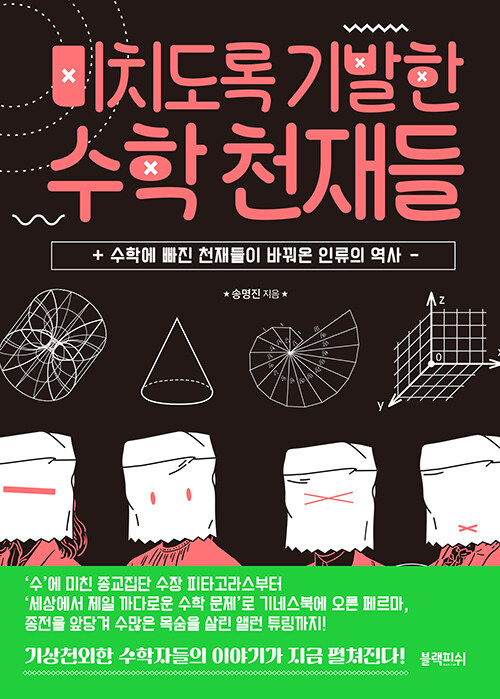 미치도록 기발한
수학 천재들
+ 수학에 빠진 천재들이 바꿔온 인류의 역사 -
★송명진 지음★
z
0
x
y
'수'에 미친 종교집단 수장 피타고라스부터
'세상에서 제일 까다로운 수학 문제'로 기네스북에 오른 페르마,
종전을 앞당겨 수많은 목숨을 살린 앨런 튜링까지!
기상천외한 수학자들의 이야기가 지금 펼쳐진다!
블랙피쉬